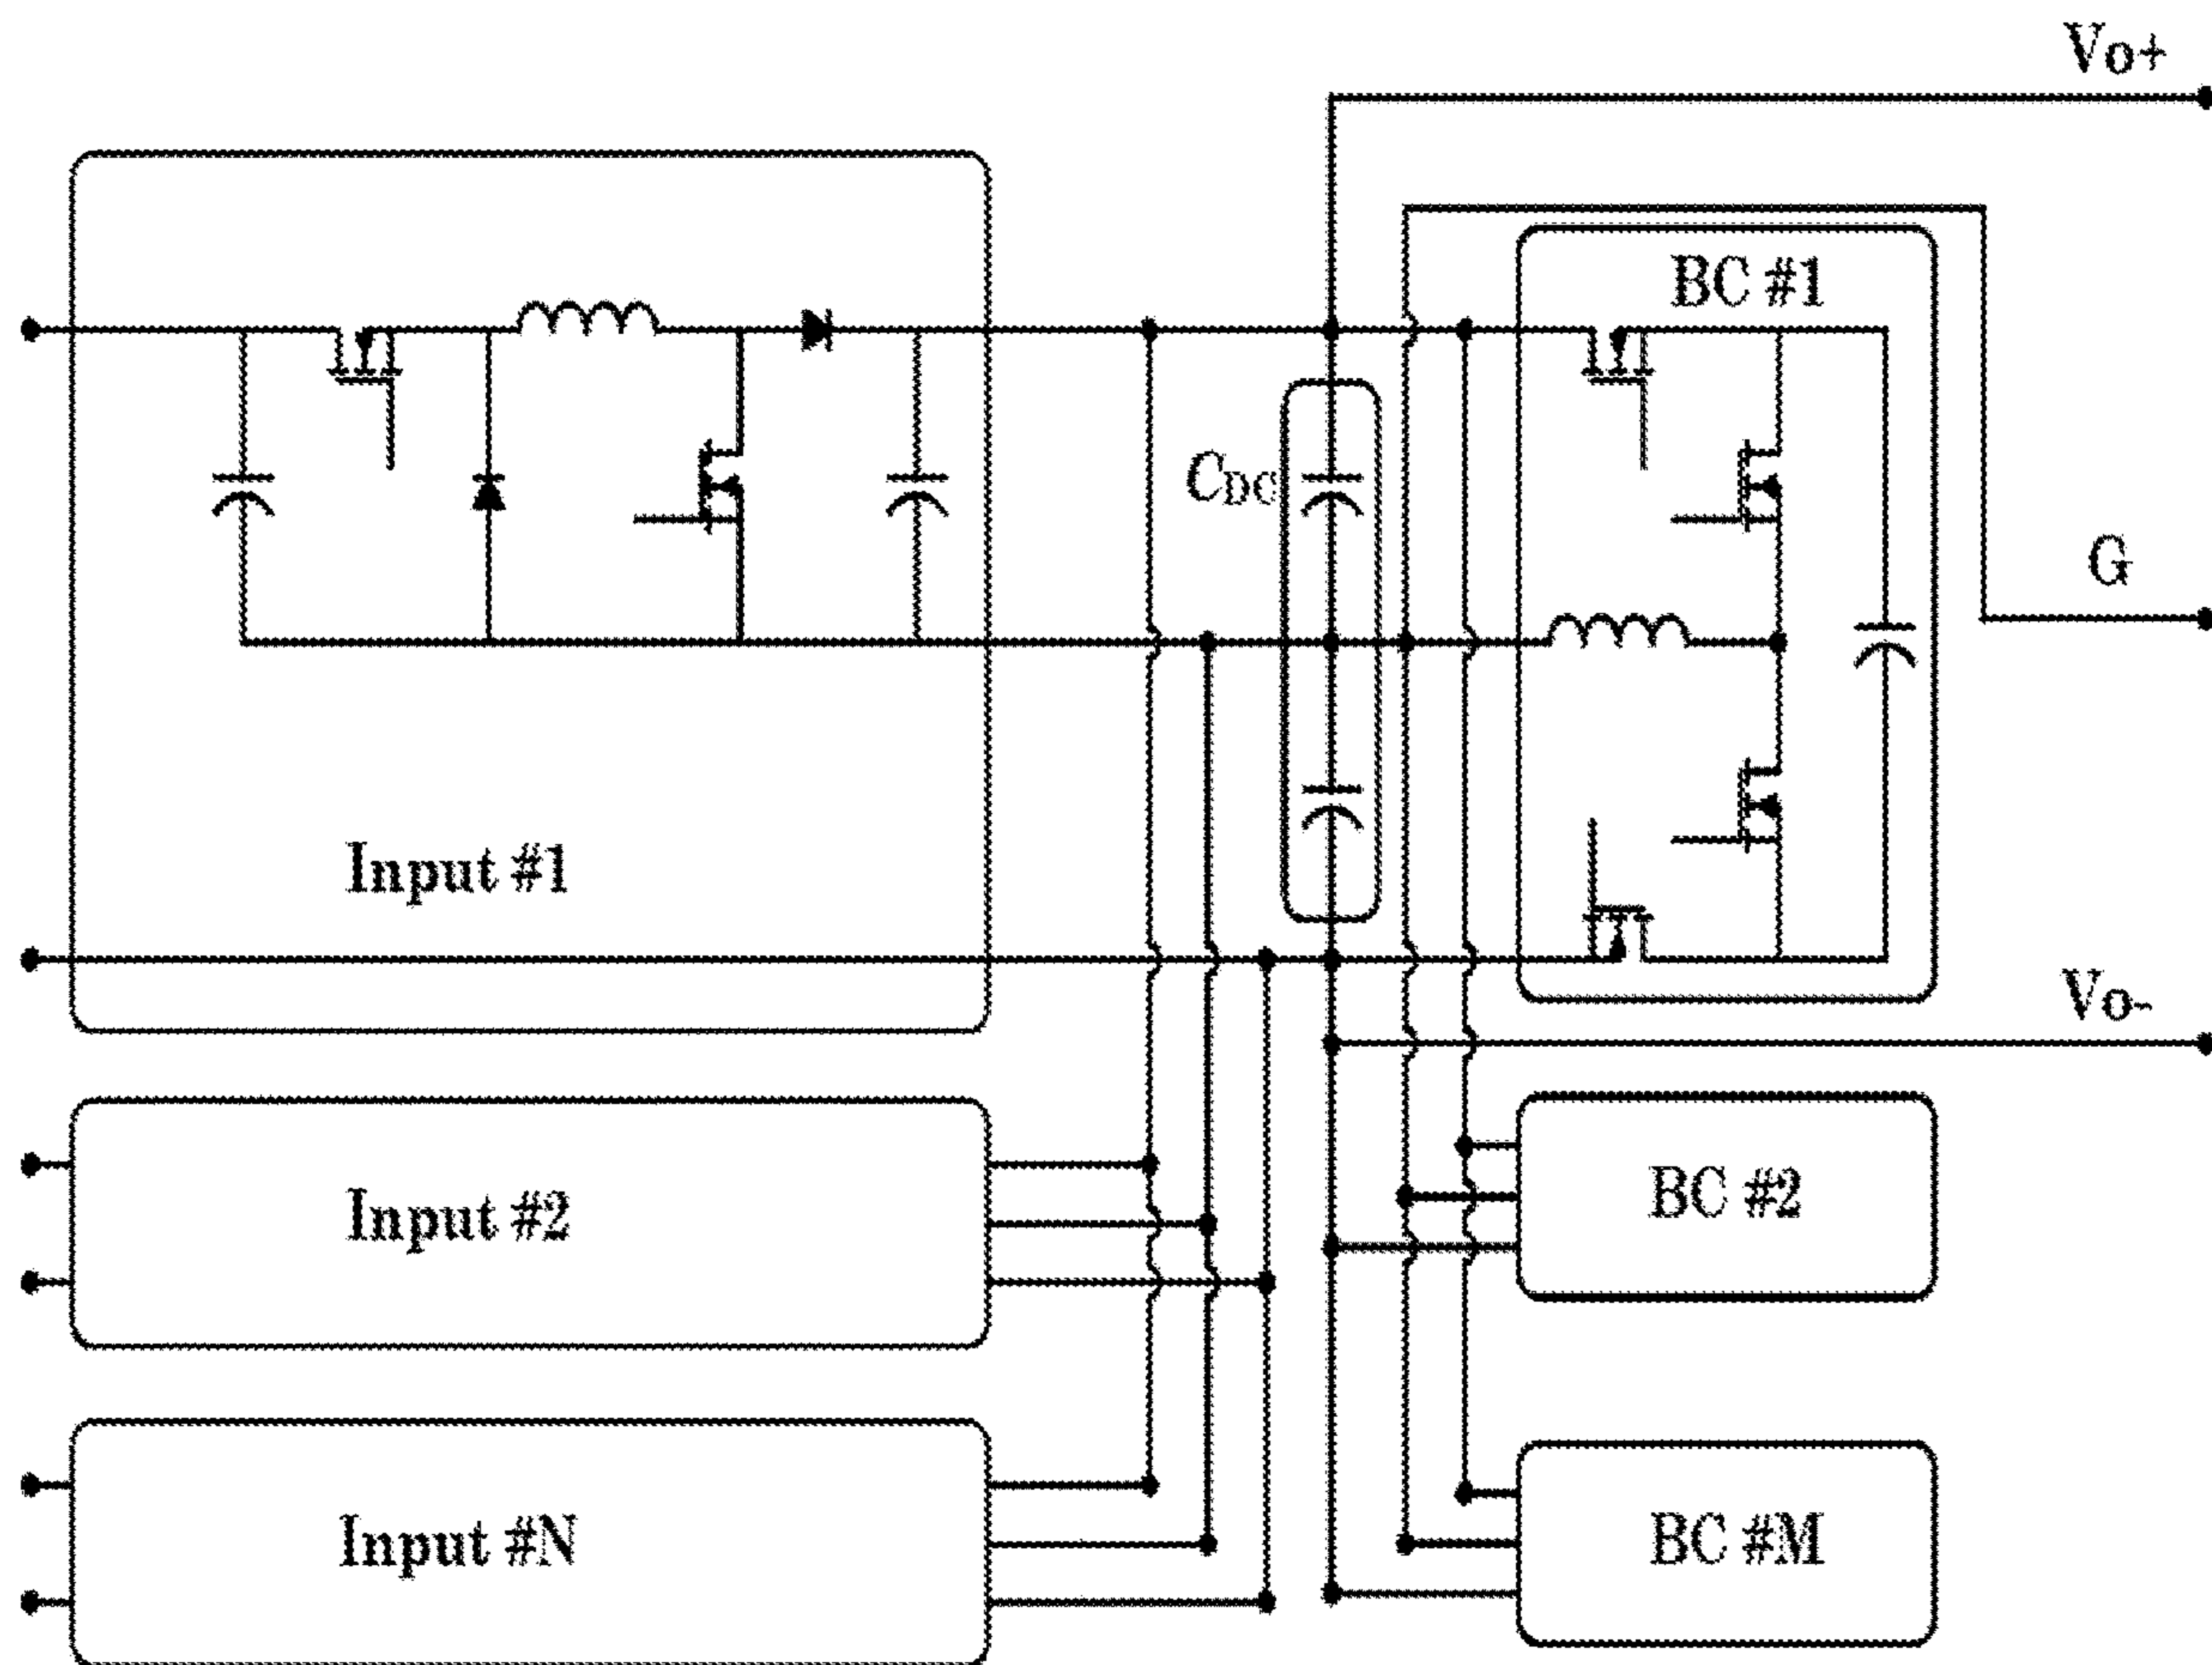 Vo+
BC #1
CDC
G
Input #1
Vo-
BC #2
Input #2
Input #N
BC #M